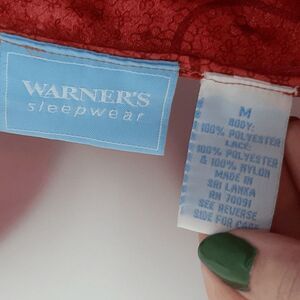 WARNER'S
sleepwear
M
BODY:
100% POLYESTER
LACE:
100% POLYESTER
& 100% NYLON
MADE IN
SRI LANKA
RN 70091
SEE REVERSE
SIDE FOR CARE